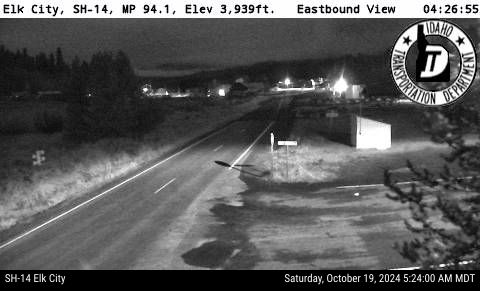 Elk City, SH-14, MP 94.1, Elev 3,939ft.   Eastbound View   04:26:55
IDAHO
TRANSPORTATION DEPARTMENT
SH-14 Elk City   Saturday, October 19, 2024 5:24:00 AM MDT